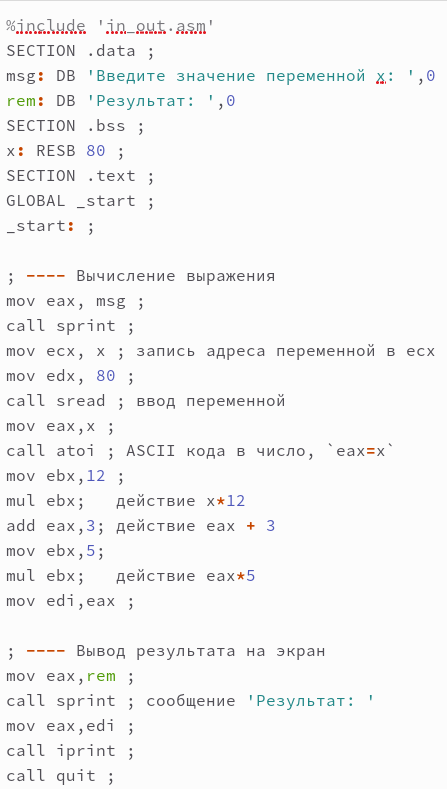 %include 'in_out.asm'
SECTION .data ;
msg: DB 'Введите значение переменной x: ',0
rem: DB 'Результат: ',0
SECTION .bss ;
x: RESB 80 ;
SECTION .text ;
GLOBAL _start ;
_start: ;
; ---- Вычисление выражения
mov eax, msg ;
call sprint ;
mov ecx, x ; запись адреса переменной в ecx
mov edx, 80 ;
call sread ; ввод переменной
mov eax,x ;
call atoi ; ASCII кода в число, `eax=x`
mov ebx,12 ;
mul ebx;   действие x*12
add eax,3; действие eax + 3
mov ebx,5;
mul ebx;   действие eax*5
mov edi,eax ;
; ---- Вывод результата на экран
mov eax,rem ;
call sprint ; сообщение 'Результат: '
mov eax,edi ;
call iprint ;
call quit ;